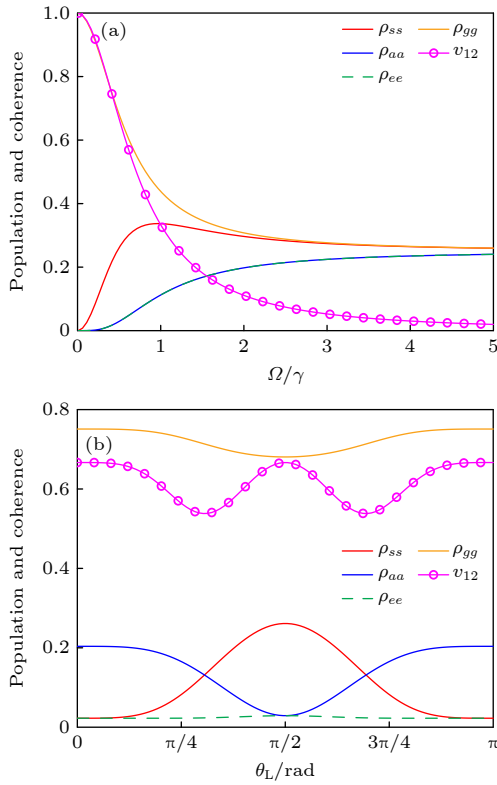 1.0
(a)
ρss ρgg
ρaa υ12
ρee
0.8
0.6
0.4
0.2
0
Population and coherence
0 1 2 3 4 5
Ω/γ
0.8
(b)
0.6
ρss ρgg
ρaa υ12
ρee
0.4
0.2
0
Population and coherence
0 π/4 π/2 3π/4 π
θL/rad